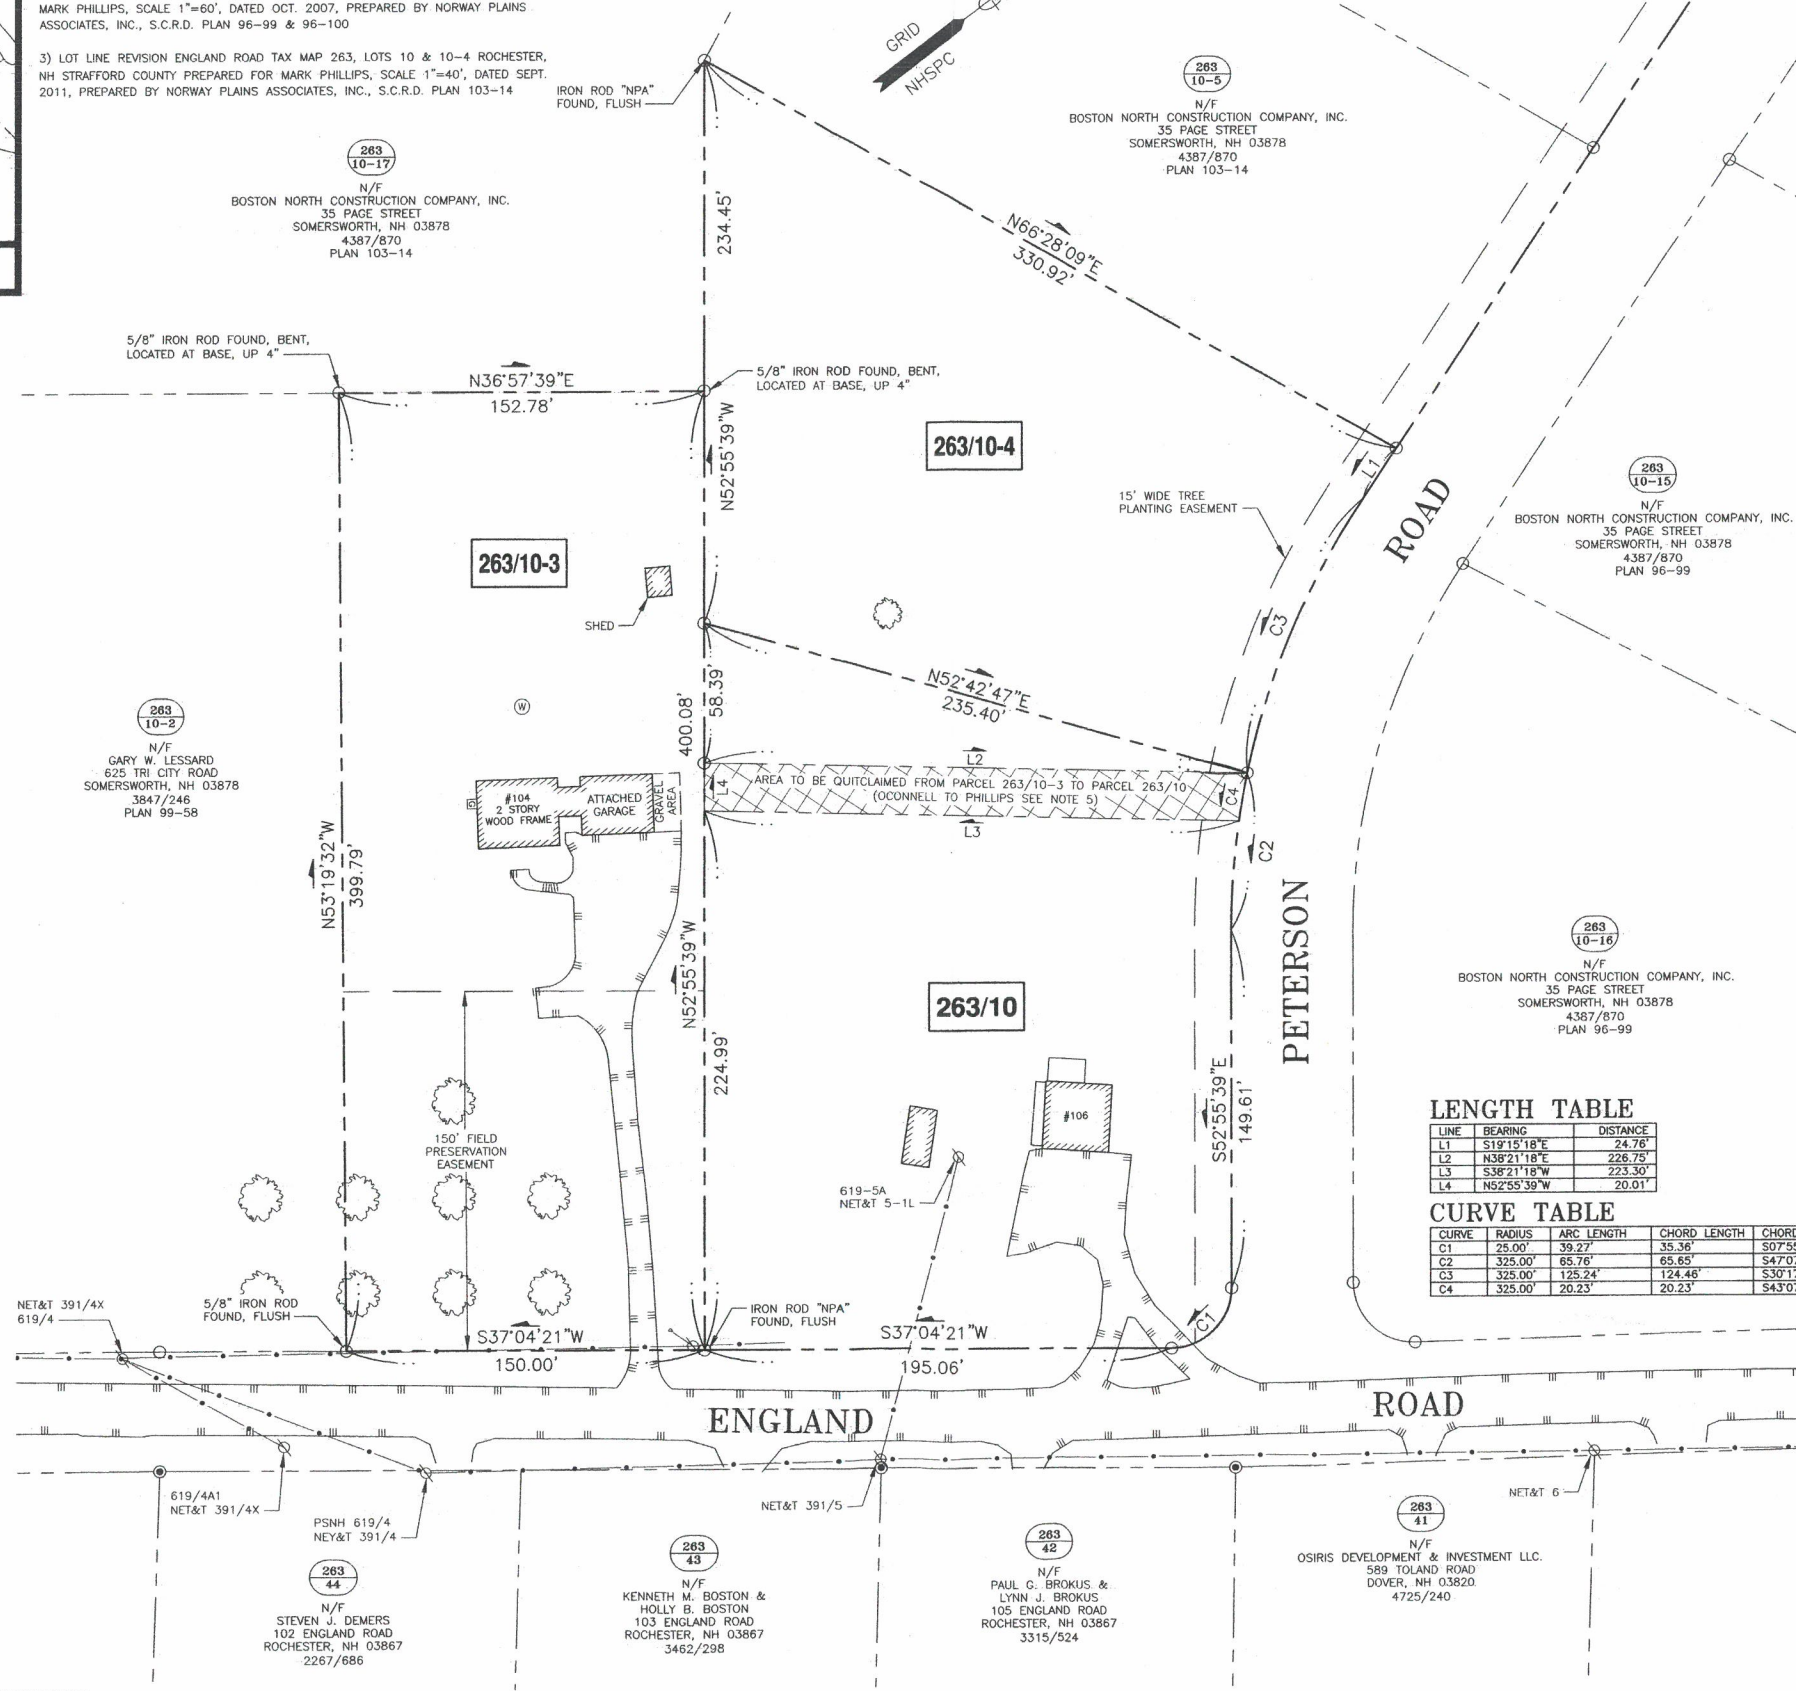 MARK PHILLIPS, SCALE 1"=60', DATED OCT. 2007, PREPARED BY NORWAY PLAINS
ASSOCIATES, INC., S.C.R.D. PLAN 96-99 & 96-100
3) LOT LINE REVISION ENGLAND ROAD TAX MAP 263, LOTS 10 & 10-4 ROCHESTER,
NH STRAFFORD COUNTY PREPARED FOR MARK PHILLIPS, SCALE 1"=40', DATED SEPT.
2011, PREPARED BY NORWAY PLAINS ASSOCIATES, INC., S.C.R.D. PLAN 103-14
IRON ROD "NPA"
FOUND, FLUSH
GRID
NHSPC
263
10-5
N/F
BOSTON NORTH CONSTRUCTION COMPANY, INC.
35 PAGE STREET
SOMERSWORTH, NH 03878
4387/870
PLAN 103-14
263
10-17
N/F
BOSTON NORTH CONSTRUCTION COMPANY, INC.
35 PAGE STREET
SOMERSWORTH, NH 03878
4387/870
PLAN 103-14
234.45'
N66°28'09"E
330.92'
5/8" IRON ROD FOUND, BENT,
LOCATED AT BASE, UP 4"
N36°57'39"E
152.78'
5/8" IRON ROD FOUND, BENT,
LOCATED AT BASE, UP 4"
N52°55'39"W
263/10-4
L1
15' WIDE TREE
PLANTING EASEMENT
ROAD
263
10-15
N/F
BOSTON NORTH CONSTRUCTION COMPANY, INC.
35 PAGE STREET
SOMERSWORTH, NH 03878
4387/870
PLAN 96-99
263/10-3
SHED
C3
N52°42'47"E
235.40'
58.39'
400.08'
W
263
10-2
N/F
GARY W. LESSARD
625 TRI CITY ROAD
SOMERSWORTH, NH 03878
3847/246
PLAN 99-58
L2
AREA TO BE QUITCLAIMED FROM PARCEL 263/10-3 TO PARCEL 263/10
(OCONNELL TO PHILLIPS SEE NOTE 5)
L4
C4
L3
#104
2 STORY
WOOD FRAME
ATTACHED
GARAGE
GRAVEL
AREA
G
C2
N53°19'32"W
399.79'
N52°55'39"W
224.99'
263/10
PETERSON
263
10-16
N/F
BOSTON NORTH CONSTRUCTION COMPANY, INC.
35 PAGE STREET
SOMERSWORTH, NH 03878
4387/870
PLAN 96-99
S52°55'39"E
149.61'
#106
150' FIELD
PRESERVATION
EASEMENT
619-5A
NET&T 5-1L
LENGTH TABLE
LINE BEARING DISTANCE
L1 S19°15'18"E 24.76'
L2 N38°21'18"E 226.75'
L3 S38°21'18"W 223.30'
L4 N52°55'39"W 20.01'
CURVE TABLE
CURVE RADIUS ARC LENGTH CHORD LENGTH CHORD
C1 25.00' 39.27' 35.36' S07°5
C2 325.00' 65.76' 65.65' S47°0
C3 325.00' 125.24' 124.46' S30°1
C4 325.00' 20.23' 20.23' S43°0
NET&T 391/4X
619/4
5/8" IRON ROD
FOUND, FLUSH
S37°04'21"W
150.00'
IRON ROD "NPA"
FOUND, FLUSH
S37°04'21"W
195.06'
C1
ENGLAND
ROAD
619/4A1
NET&T 391/4X
PSNH 619/4
NEY&T 391/4
NET&T 391/5
NET&T 6
263
44
N/F
STEVEN J. DEMERS
102 ENGLAND ROAD
ROCHESTER, NH 03867
2267/686
263
43
N/F
KENNETH M. BOSTON &
HOLLY B. BOSTON
103 ENGLAND ROAD
ROCHESTER, NH 03867
3462/298
263
42
N/F
PAUL G. BROKUS &
LYNN J. BROKUS
105 ENGLAND ROAD
ROCHESTER, NH 03867
3315/524
263
41
N/F
OSIRIS DEVELOPMENT & INVESTMENT LLC.
589 TOLAND ROAD
DOVER, NH 03820
4725/240